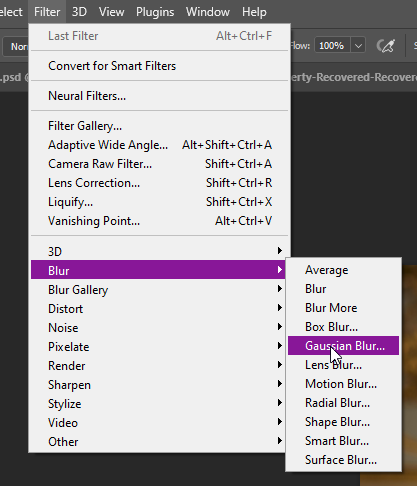 elect Filter 3D View Plugins Window Help
Last Filter Alt+Ctrl+F
Nor
Flow: 100%
Convert for Smart Filters
.psd @
erty-Recovered-Recovere
Neural Filters...
Filter Gallery...
Adaptive Wide Angle... Alt+Shift+Ctrl+A
Camera Raw Filter... Shift+Ctrl+A
Lens Correction... Shift+Ctrl+R
Liquify... Shift+Ctrl+X
Vanishing Point... Alt+Ctrl+V
3D
Blur
Blur Gallery
Distort
Noise
Pixelate
Render
Sharpen
Stylize
Video
Other
Average
Blur
Blur More
Box Blur...
Gaussian Blur...
Lens Blur...
Motion Blur...
Radial Blur...
Shape Blur...
Smart Blur...
Surface Blur...